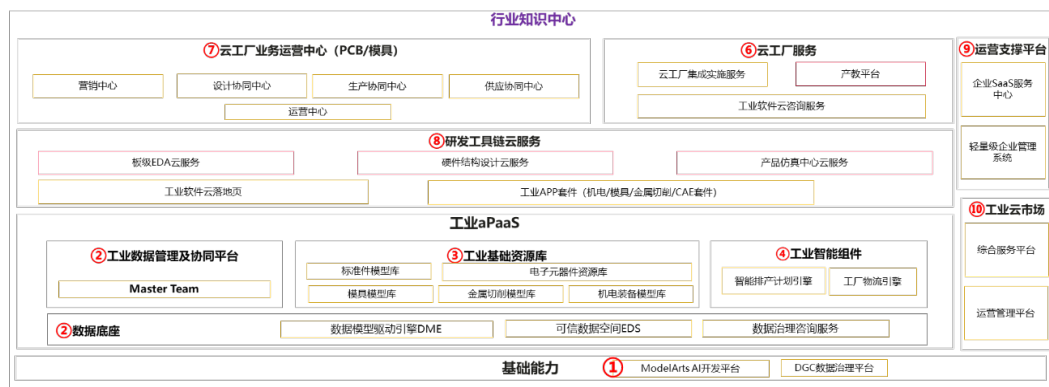 行业知识中心
⑦云工厂业务运营中心（PCB/模具）
营销中心
设计协同中心
生产协同中心
供应协同中心
运营中心
⑥云工厂服务
云工厂集成实施服务
产教平台
工业软件云咨询服务
⑨运营支撑平台
企业SaaS服务
中心
轻量级企业管理
系统
⑧研发工具链云服务
板级EDA云服务
硬件结构设计云服务
产品仿真中心云服务
工业软件云落地页
工业APP套件（机电/模具/金属切削/CAE套件）
⑩工业云市场
综合服务平台
运营管理平台
工业aPaaS
②工业数据管理及协同平台
Master Team
③工业基础资源库
标准件模型库
电子元器件资源库
模具模型库
金属切削模型库
机电装备模型库
④工业智能组件
智能排产计划引擎
工厂物流引擎
②数据底座
数据模型驱动引擎DME
可信数据空间EDS
数据治理咨询服务
基础能力
①
ModelArts AI开发平台
DGC数据治理平台